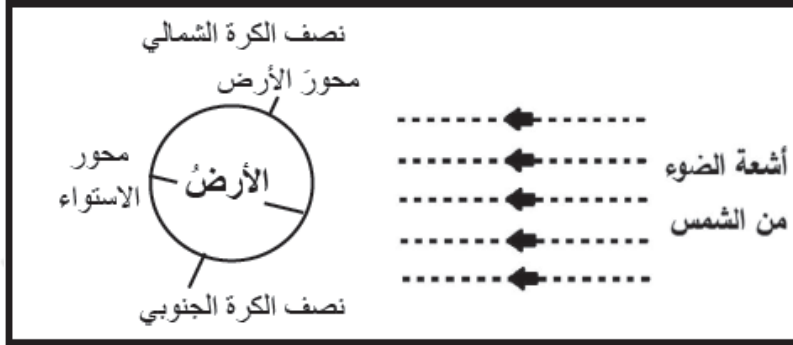 نصف الكرة الشمالي
محورَ الأرض
محور
الاستواء
الأرضُ
أشعة الضوء
من الشمس
نصف الكرة الجنوبي